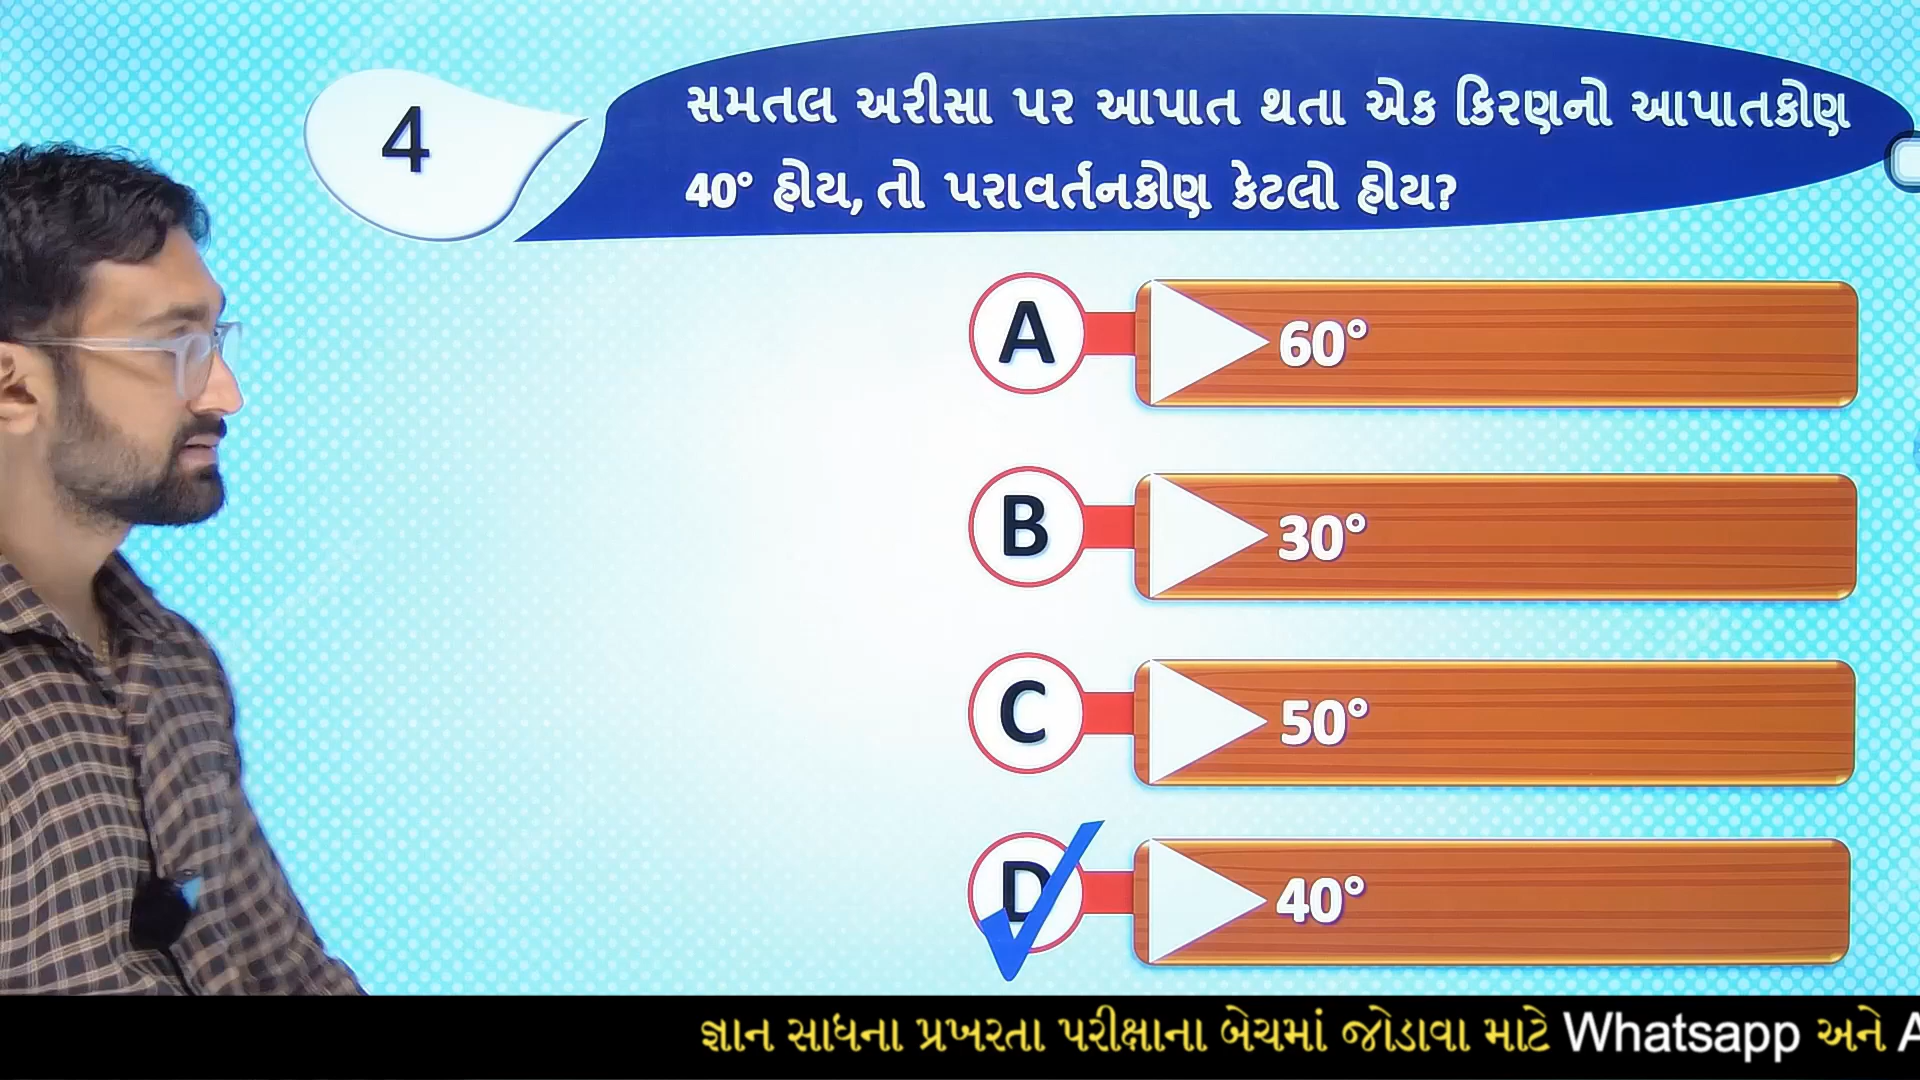 4
સમતલ અરીસા પર આપાત થતા એક કિરણનો આપાતકોણ
40° હોય, તો પરાવર્તનકોણ કેટલો હોય?
A 60°
B 30°
C 50°
D 40°
જ્ઞાન સાધના પ્રખરતા પરીક્ષાના બેચમાં જોડાવા માટે Whatsapp અને